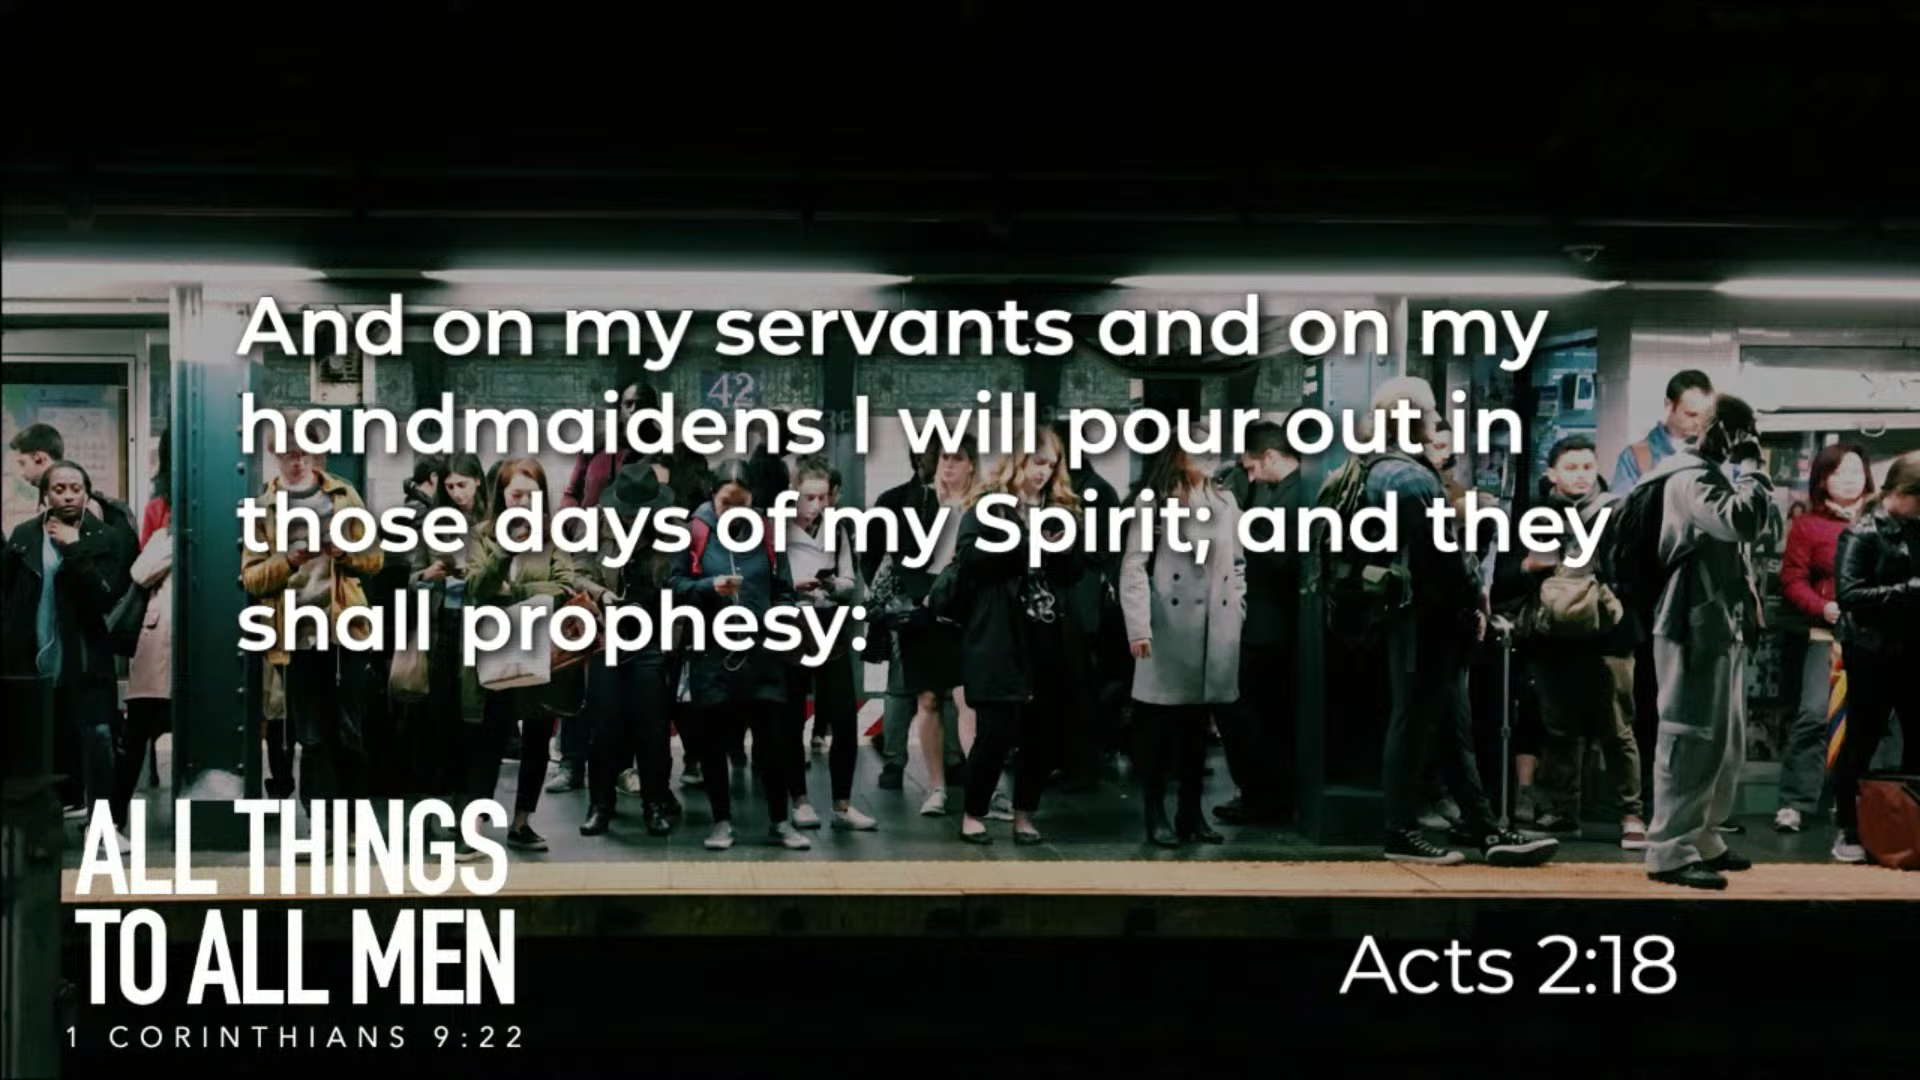 And on my servants and on my
handmaidens I will pour out in
those days of my Spirit; and they
shall prophesy:
42
ALL THINGS
TO ALL MEN
1 CORINTHIANS 9:22
Acts 2:18